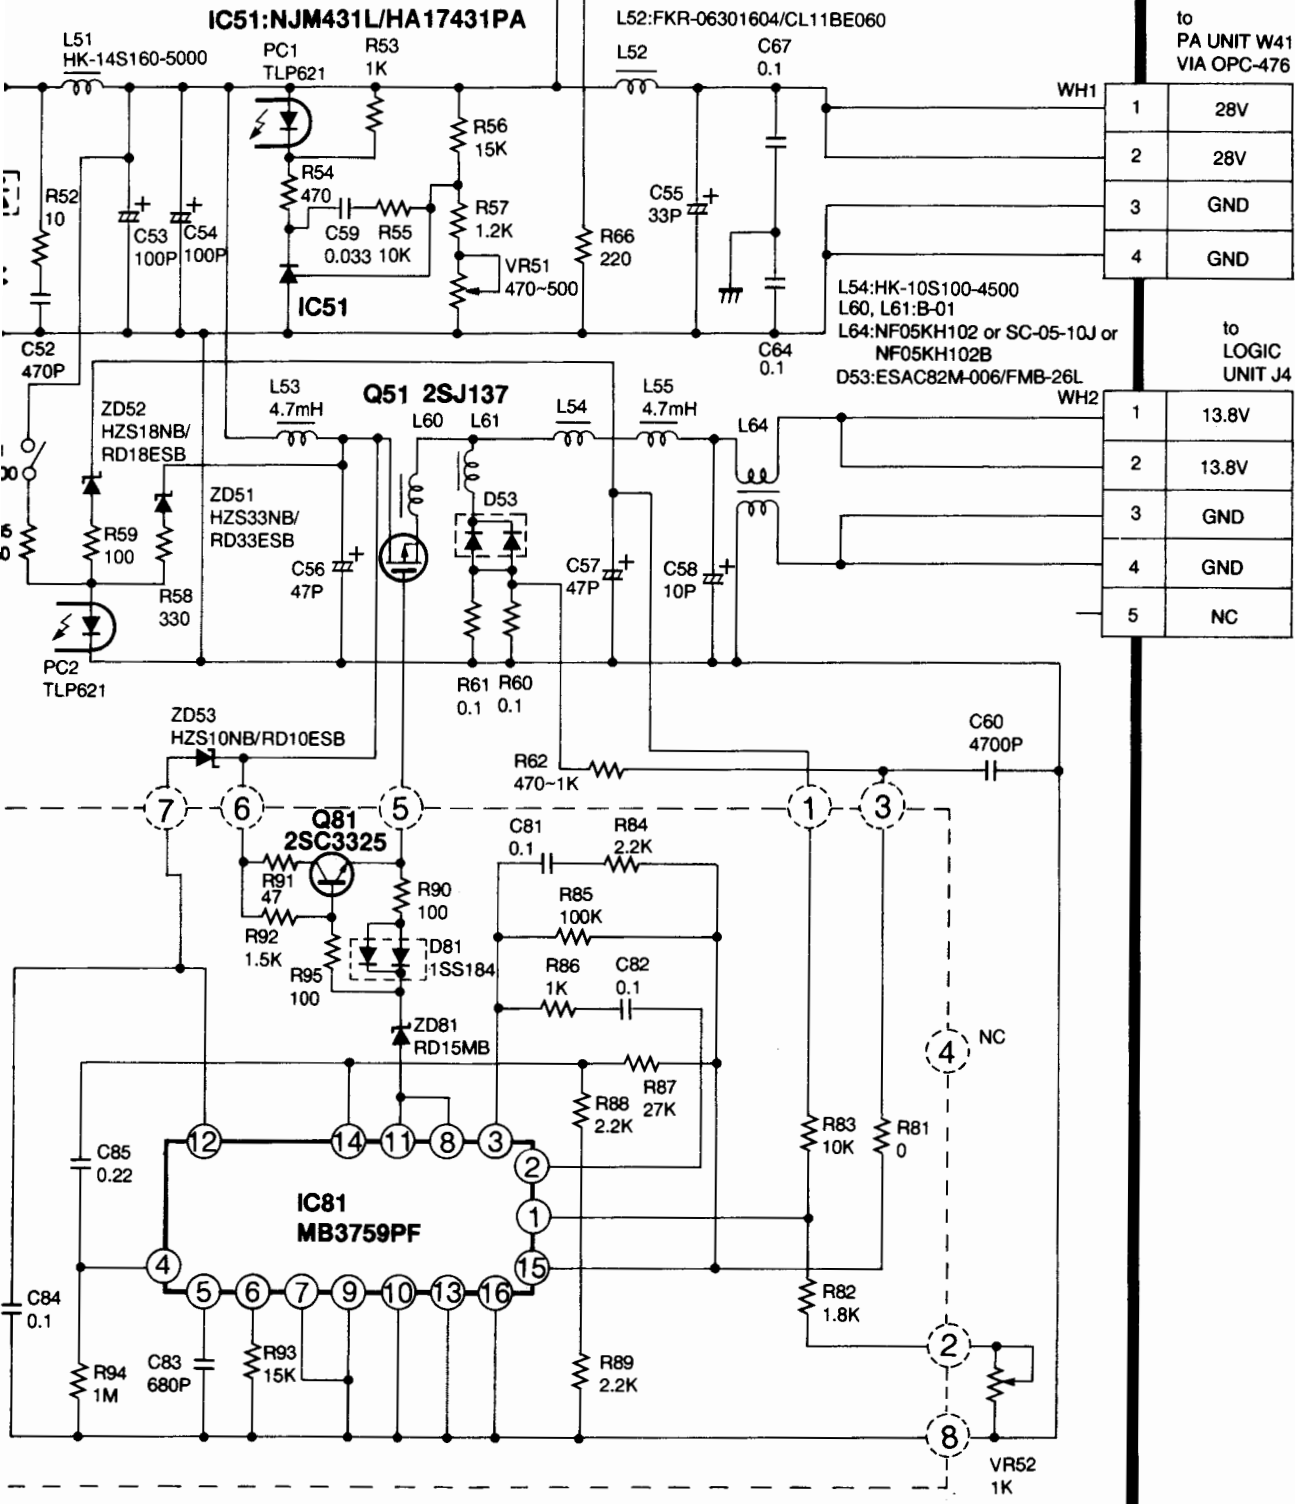 IC51:NJM431L/HA17431PA
L52:FKR-06301604/CL11BE060
to
PA UNIT W41
VIA OPC-476
L51
HK-14S160-5000
PC1
TLP621
R53
1K
L52
C67
0.1
WH1
1 28V
2 28V
3 GND
4 GND
R56
15K
R54
470
R52
10
C53
100P
C54
100P
C59
0.033
R55
10K
R57
1.2K
VR51
470~500
IC51
R66
220
C55
33P
C64
0.1
C52
470P
L54:HK-10S100-4500
L60, L61:B-01
L64:NF05KH102 or SC-05-10J or
NF05KH102B
D53:ESAC82M-006/FMB-26L
to
LOGIC
UNIT J4
WH2
1 13.8V
2 13.8V
3 GND
4 GND
5 NC
ZD52
HZS18NB/
RD18ESB
L53
4.7mH
Q51 2SJ137
L60
L61
L54
L55
4.7mH
L64
ZD51
HZS33NB/
RD33ESB
R59
100
R58
330
C56
47P
D53
C57
47P
C58
10P
PC2
TLP621
R61
0.1
R60
0.1
ZD53
HZS10NB/RD10ESB
R62
470~1K
C60
4700P
7
6
5
1
3
Q81
2SC3325
R91
47
R92
1.5K
R95
100
R90
100
D81
1SS184
ZD81
RD15MB
C81
0.1
R84
2.2K
R85
100K
R86
1K
C82
0.1
R87
27K
R88
2.2K
4
NC
R83
10K
R81
0
12
14
11
8
3
2
1
15
C85
0.22
IC81
MB3759PF
4
5
6
7
9
10
13
16
C84
0.1
R94
1M
C83
680P
R93
15K
R89
2.2K
R82
1.8K
2
8
VR52
1K